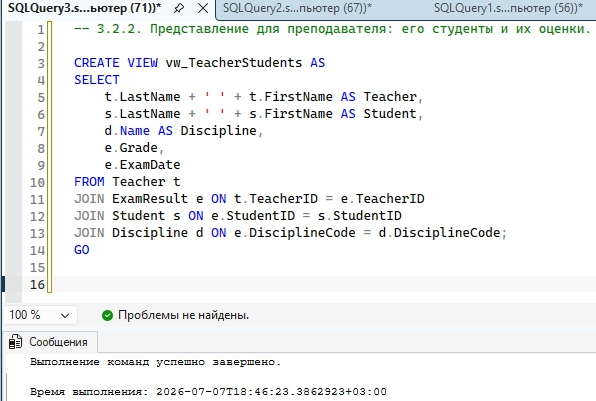 SQLQuery3.s...ьютер (71))*
SQLQuery2.s...пьютер (67))*
SQLQuery1.s...пьютер (56))*
1 -- 3.2.2. Представление для преподавателя: его студенты и их оценки.
2
3 CREATE VIEW vw_TeacherStudents AS
4 SELECT
5 t.LastName + ' ' + t.FirstName AS Teacher,
6 s.LastName + ' ' + s.FirstName AS Student,
7 d.Name AS Discipline,
8 e.Grade,
9 e.ExamDate
10 FROM Teacher t
11 JOIN ExamResult e ON t.TeacherID = e.TeacherID
12 JOIN Student s ON e.StudentID = s.StudentID
13 JOIN Discipline d ON e.DisciplineCode = d.DisciplineCode;
14 GO
15
16
100 %
Проблемы не найдены.
Сообщения
Выполнение команд успешно завершено.
Время выполнения: 2026-07-07T18:46:23.3862923+03:00